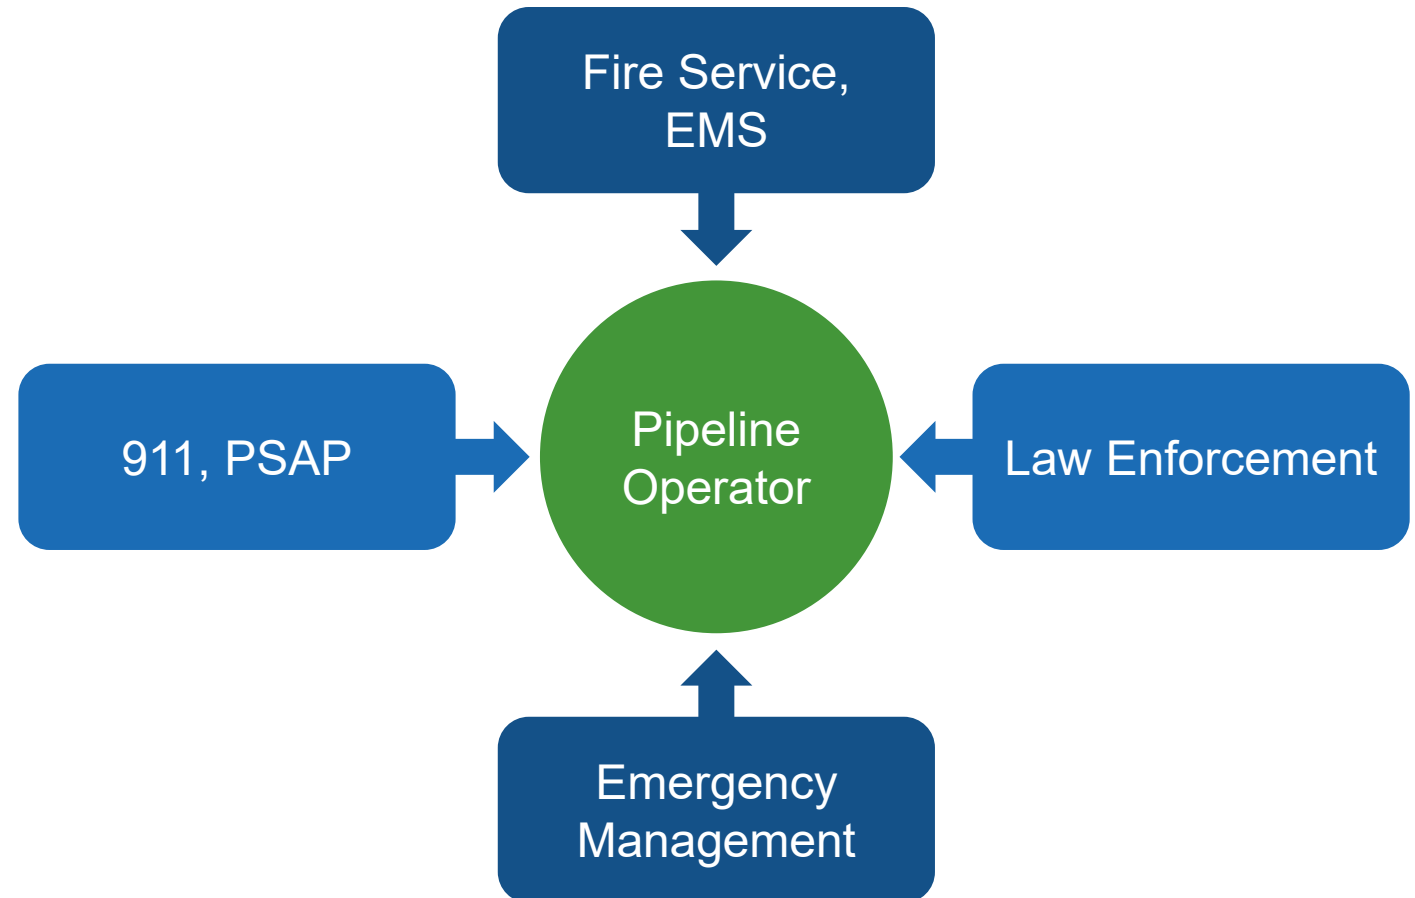 Fire Service,
EMS
911, PSAP
Pipeline
Operator
Law Enforcement
Emergency
Management